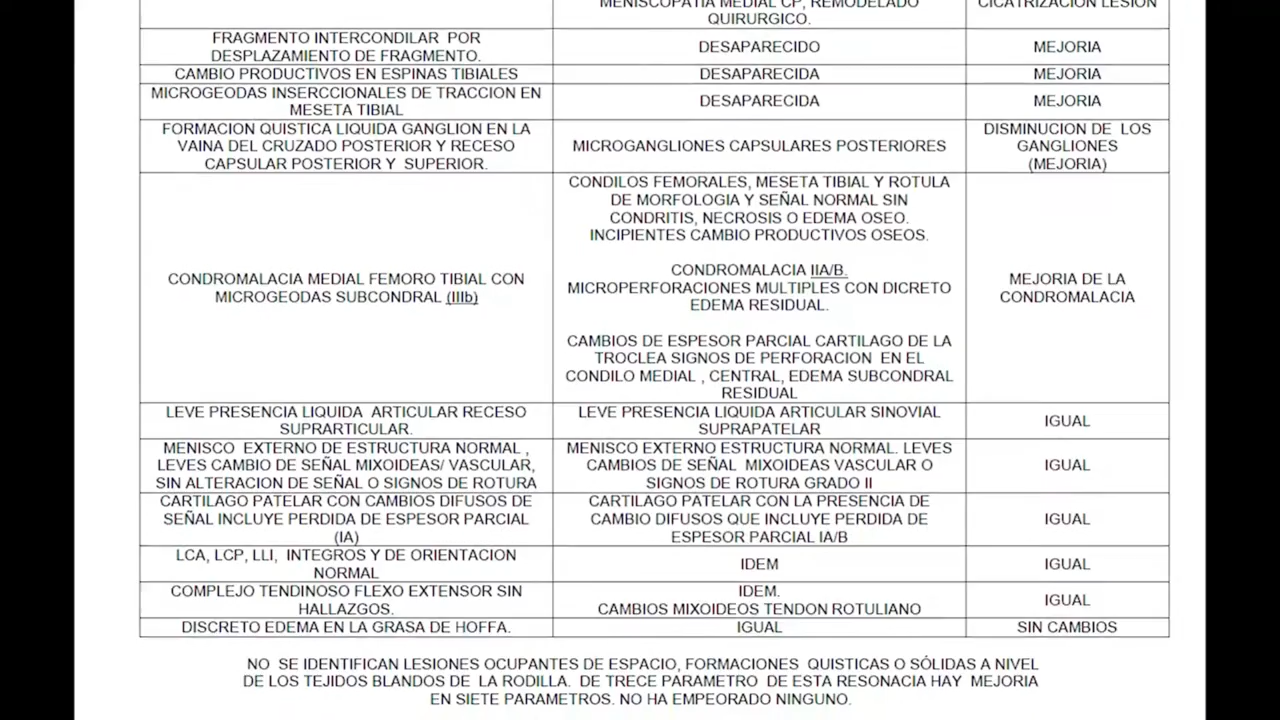 MENISCOPATIA MEDIAL CP, REMODELADO
QUIRURGICO.
CICATRIZACION LESION
FRAGMENTO INTERCONDILAR POR
DESPLAZAMIENTO DE FRAGMENTO.
DESAPARECIDO
MEJORIA
CAMBIO PRODUCTIVOS EN ESPINAS TIBIALES
DESAPARECIDA
MEJORIA
MICROGEODAS INSERCCIONALES DE TRACCION EN
MESETA TIBIAL
DESAPARECIDA
MEJORIA
FORMACION QUISTICA LIQUIDA GANGLION EN LA
VAINA DEL CRUZADO POSTERIOR Y RECESO
CAPSULAR POSTERIOR Y SUPERIOR.
MICROGANGLIONES CAPSULARES POSTERIORES
DISMINUCION DE LOS
GANGLIONES
(MEJORIA)
CONDROMALACIA MEDIAL FEMORO TIBIAL CON
MICROGEODAS SUBCONDRAL (IIIb)
CONDILOS FEMORALES, MESETA TIBIAL Y ROTULA
DE MORFOLOGIA Y SEÑAL NORMAL SIN
CONDRITIS, NECROSIS O EDEMA OSEO.
INCIPIENTES CAMBIO PRODUCTIVOS OSEOS.
CONDROMALACIA IIA/B.
MICROPERFORACIONES MULTIPLES CON DICRETO
EDEMA RESIDUAL.
CAMBIOS DE ESPESOR PARCIAL CARTILAGO DE LA
TROCLEA SIGNOS DE PERFORACION EN EL
CONDILO MEDIAL , CENTRAL, EDEMA SUBCONDRAL
RESIDUAL
MEJORIA DE LA
CONDROMALACIA
LEVE PRESENCIA LIQUIDA ARTICULAR RECESO
SUPRARTICULAR.
LEVE PRESENCIA LIQUIDA ARTICULAR SINOVIAL
SUPRAPATELAR
IGUAL
MENISCO EXTERNO DE ESTRUCTURA NORMAL ,
LEVES CAMBIO DE SEÑAL MIXOIDEAS/ VASCULAR,
SIN ALTERACION DE SEÑAL O SIGNOS DE ROTURA
MENISCO EXTERNO ESTRUCTURA NORMAL. LEVES
CAMBIOS DE SEÑAL MIXOIDEAS VASCULAR O
SIGNOS DE ROTURA GRADO II
IGUAL
CARTILAGO PATELAR CON CAMBIOS DIFUSOS DE
SEÑAL INCLUYE PERDIDA DE ESPESOR PARCIAL
(IA)
CARTILAGO PATELAR CON LA PRESENCIA DE
CAMBIO DIFUSOS QUE INCLUYE PERDIDA DE
ESPESOR PARCIAL IA/B
IGUAL
LCA, LCP, LLI, INTEGROS Y DE ORIENTACION
NORMAL
IDEM
IGUAL
COMPLEJO TENDINOSO FLEXO EXTENSOR SIN
HALLAZGOS.
IDEM.
CAMBIOS MIXOIDEOS TENDON ROTULIANO
IGUAL
DISCRETO EDEMA EN LA GRASA DE HOFFA.
IGUAL
SIN CAMBIOS
NO SE IDENTIFICAN LESIONES OCUPANTES DE ESPACIO, FORMACIONES QUISTICAS O SÓLIDAS A NIVEL
DE LOS TEJIDOS BLANDOS DE LA RODILLA. DE TRECE PARAMETRO DE ESTA RESONACIA HAY MEJORIA
EN SIETE PARAMETROS. NO HA EMPEORADO NINGUNO.